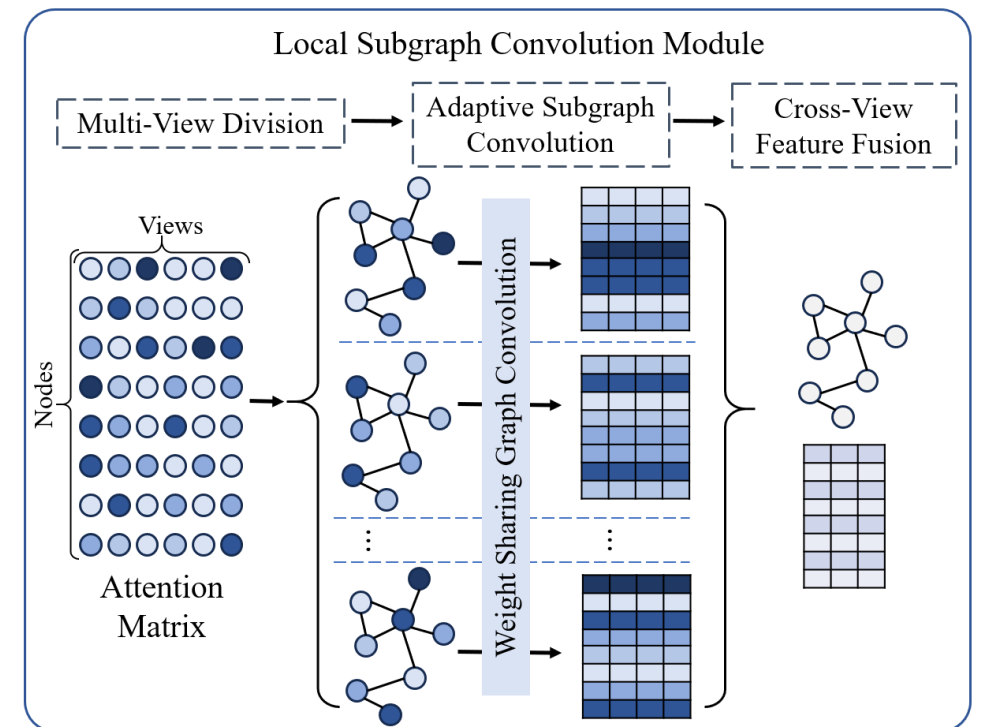 Local Subgraph Convolution Module
Multi-View Division
Adaptive Subgraph
Convolution
Cross-View
Feature Fusion
Views
Nodes
Attention
Matrix
Weight Sharing Graph Convolution